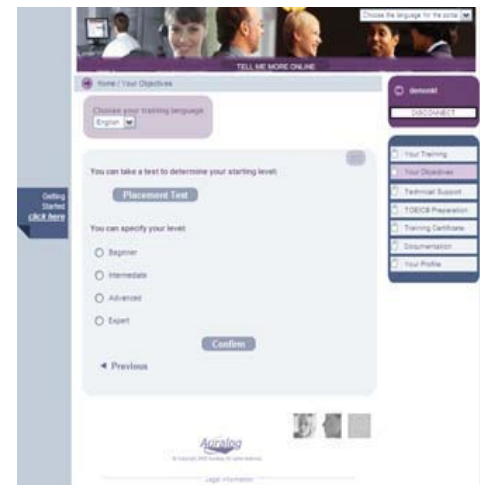 Choose the language for the portal
TELL ME MORE ONLINE
Home / Your Objectives
demonkt
DISCONNECT
Choose your training language
English
Your Training
Your Objectives
Technical Support
TOEIC® Preparation
Training Certificate
Documentation
Your Profile
Getting
Started
click here
You can take a test to determine your starting level:
Placement Test
You can specify your level:
Beginner
Intermediate
Advanced
Expert
Confirm
Previous
Auralog
Legal information